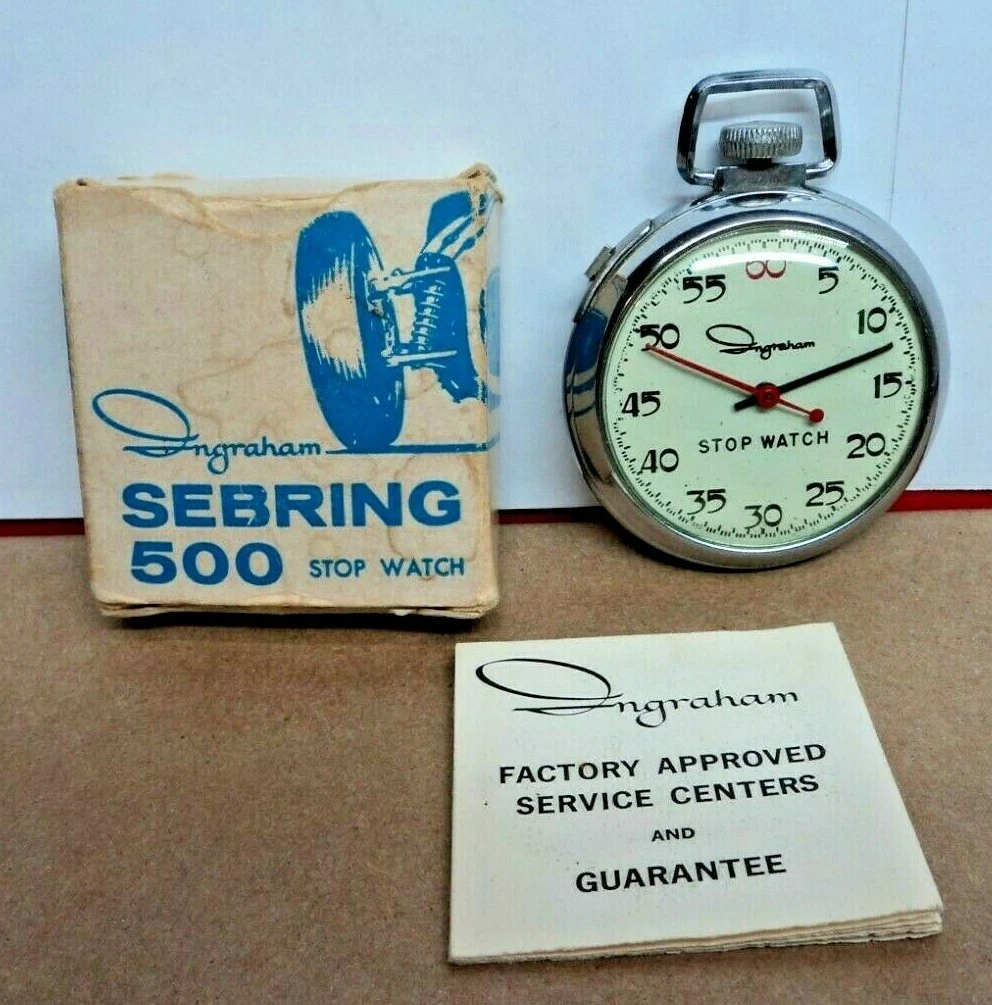 Ingraham
SEBRING
500 STOP WATCH
60
5
10
15
20
25
30
35
40
45
50
55
Ingraham
STOP WATCH
Ingraham
FACTORY APPROVED
SERVICE CENTERS
AND
GUARANTEE